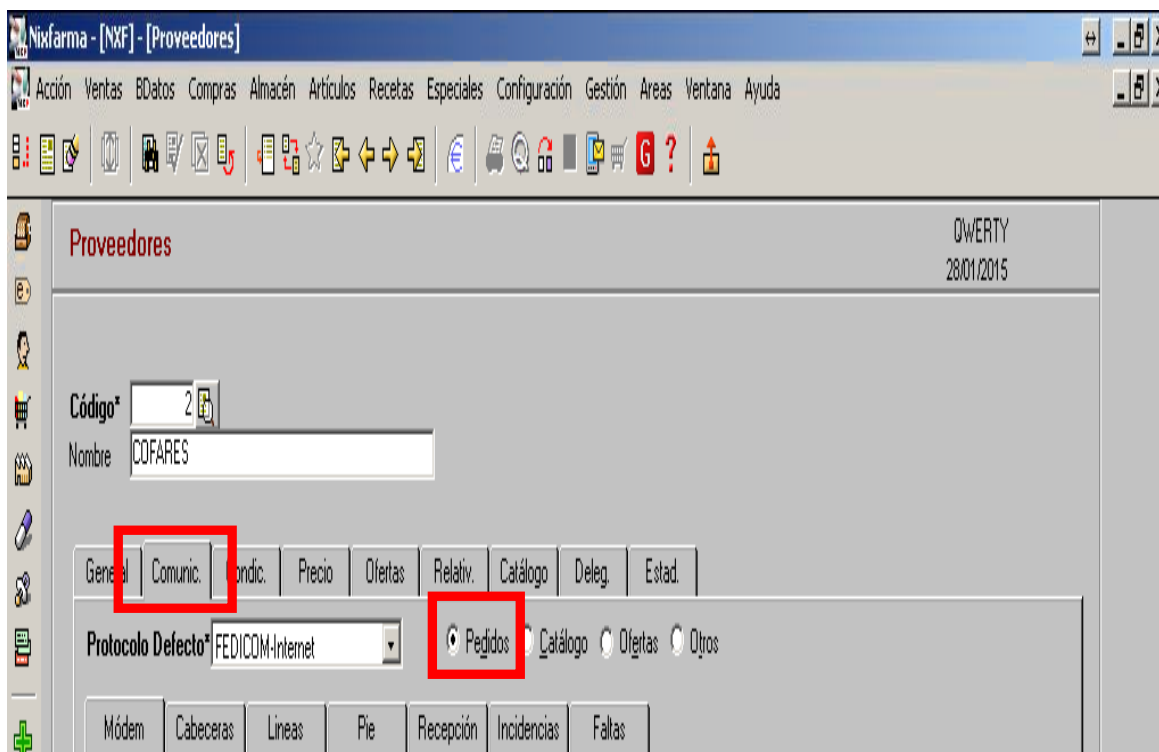 Nixfarma - [NXF] - [Proveedores]
Acción Ventas BDatos Compras Almacén Artículos Recetas Especiales Configuración Gestión Areas Ventana Ayuda
€ G ?
Proveedores
QWERTY
28/01/2015
Código* 2
Nombre COFARES
General Comunic. Condic. Precio Ofertas Relativ. Catálogo Deleg. Estad.
Protocolo Defecto* FEDICOM-Internet Pedidos Catálogo Ofertas Otros
Módem Cabeceras Lineas Pie Recepción Incidencias Faltas